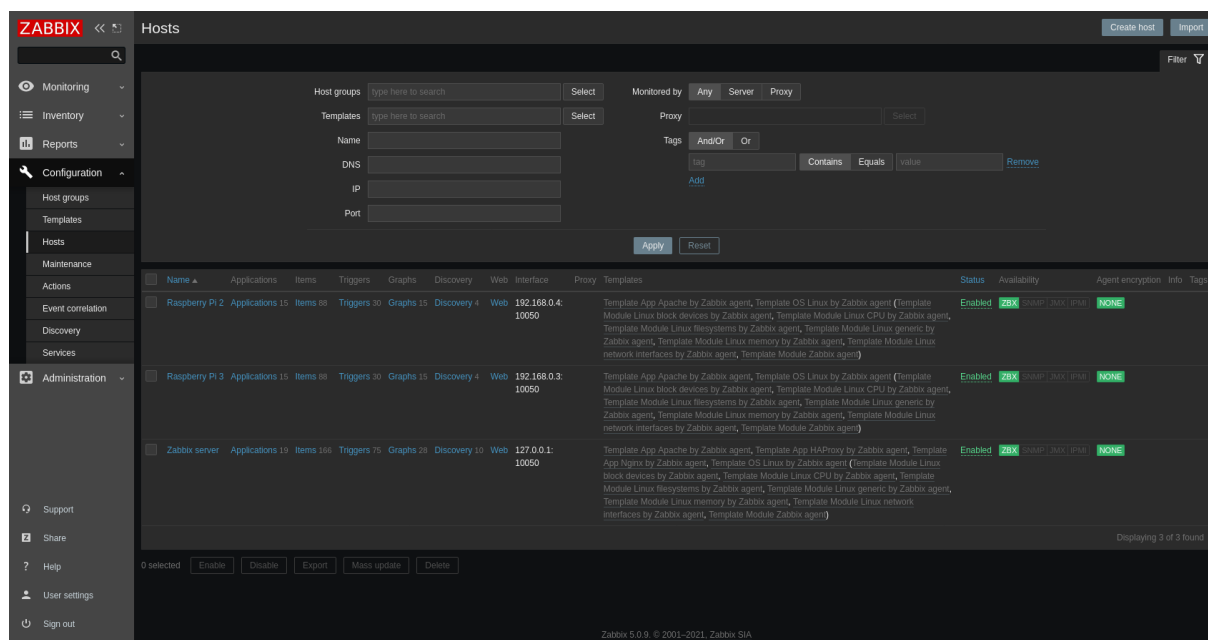 ZABBIX
Hosts
Create host Import
Filter
Monitoring
Inventory
Reports
Configuration
Host groups
Templates
Hosts
Maintenance
Actions
Event correlation
Discovery
Services
Administration
Support
Share
Help
User settings
Sign out
Host groups type here to search Select
Templates type here to search Select
Name
DNS
IP
Port
Monitored by Any Server Proxy
Proxy Select
Tags And/Or Or
tag Contains Equals value Remove
Add
Apply Reset
Name Applications Items Triggers Graphs Discovery Web Interface Proxy Templates Status Availability Agent encryption Info Tags
Raspberry Pi 2 Applications 15 Items 88 Triggers 30 Graphs 15 Discovery 4 Web 192.168.0.4: Template App Apache by Zabbix agent, Template OS Linux by Zabbix agent (Template Enabled ZBX SNMP JMX IPMI NONE
10050 Module Linux block devices by Zabbix agent, Template Module Linux CPU by Zabbix agent,
Template Module Linux filesystems by Zabbix agent, Template Module Linux generic by
Zabbix agent, Template Module Linux memory by Zabbix agent, Template Module Linux
network interfaces by Zabbix agent, Template Module Zabbix agent)
Raspberry Pi 3 Applications 15 Items 88 Triggers 30 Graphs 15 Discovery 4 Web 192.168.0.3: Template App Apache by Zabbix agent, Template OS Linux by Zabbix agent (Template Enabled ZBX SNMP JMX IPMI NONE
10050 Module Linux block devices by Zabbix agent, Template Module Linux CPU by Zabbix agent,
Template Module Linux filesystems by Zabbix agent, Template Module Linux generic by
Zabbix agent, Template Module Linux memory by Zabbix agent, Template Module Linux
network interfaces by Zabbix agent, Template Module Zabbix agent)
Zabbix server Applications 19 Items 166 Triggers 75 Graphs 28 Discovery 10 Web 127.0.0.1: Template App Apache by Zabbix agent, Template App HAProxy by Zabbix agent, Template Enabled ZBX SNMP JMX IPMI NONE
10050 App Nginx by Zabbix agent, Template OS Linux by Zabbix agent (Template Module Linux
block devices by Zabbix agent, Template Module Linux CPU by Zabbix agent, Template
Module Linux filesystems by Zabbix agent, Template Module Linux generic by Zabbix agent,
Template Module Linux memory by Zabbix agent, Template Module Linux network
interfaces by Zabbix agent, Template Module Zabbix agent)
Displaying 3 of 3 found
0 selected Enable Disable Export Mass update Delete
Zabbix 5.0.9. © 2001–2021, Zabbix SIA